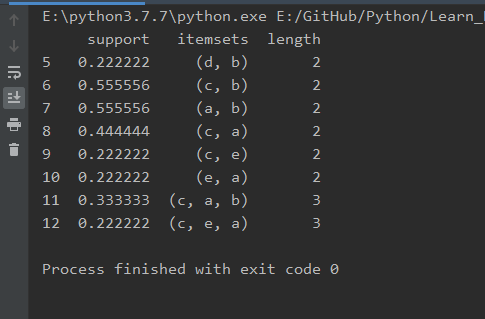 E:\python3.7.7\python.exe E:/GitHub/Python/Learn_
support itemsets length
5 0.222222 (d, b) 2
6 0.555556 (c, b) 2
7 0.555556 (a, b) 2
8 0.444444 (c, a) 2
9 0.222222 (c, e) 2
10 0.222222 (e, a) 2
11 0.333333 (c, a, b) 3
12 0.222222 (c, e, a) 3
Process finished with exit code 0